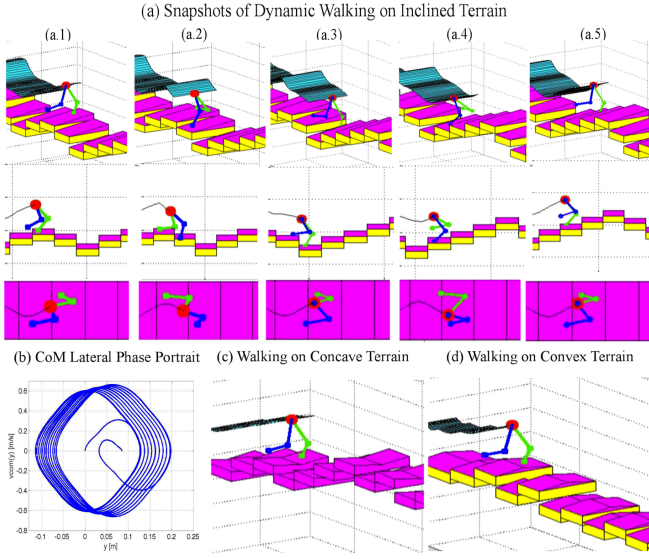 (a) Snapshots of Dynamic Walking on Inclined Terrain
(a.1) (a.2) (a.3) (a.4) (a.5)
(b) CoM Lateral Phase Portrait
(c) Walking on Concave Terrain
(d) Walking on Convex Terrain
vcom(y) [m/s]
0.6
0.4
0.2
0
-0.2
-0.4
-0.6
-0.8
-0.1 -0.05 0 0.05 0.1 0.15 0.2 0.25
y [m]